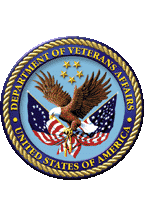 DEPARTMENT OF VETERANS AFFAIRS
UNITED STATES OF AMERICA